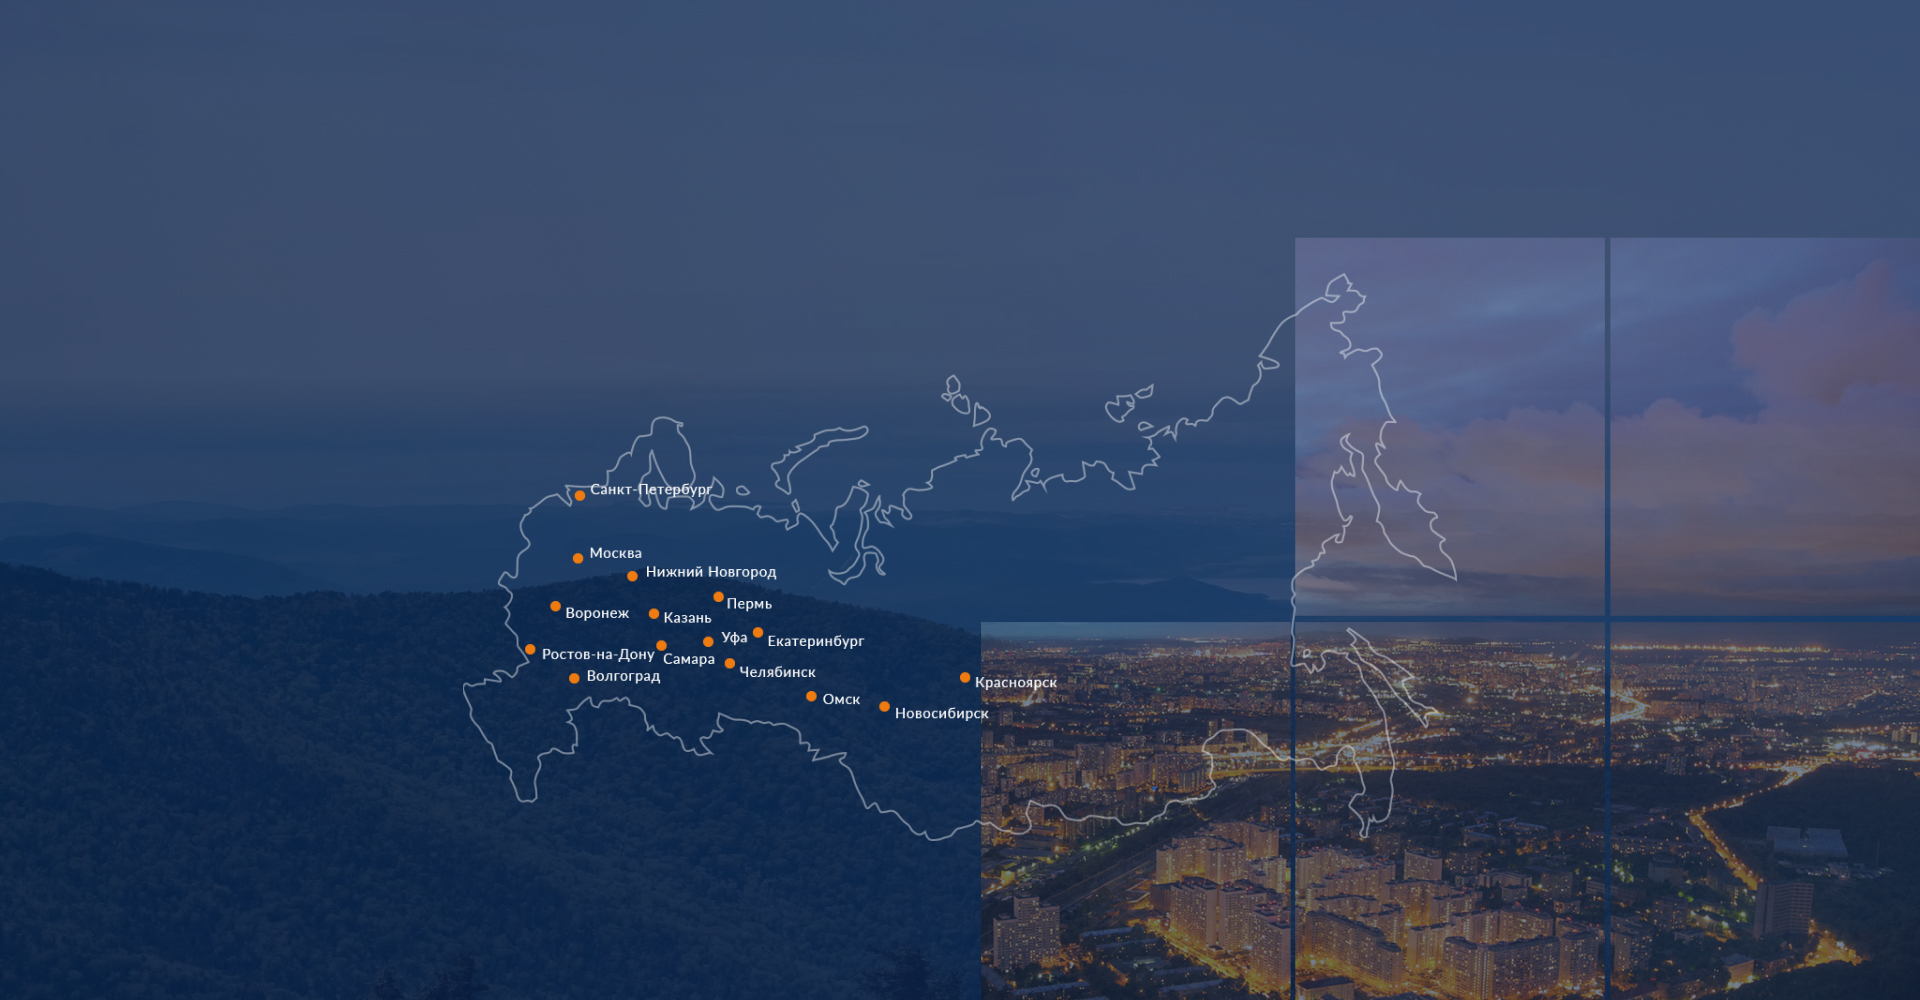 Санкт-Петербург
Москва
Нижний Новгород
Пермь
Воронеж
Казань
Уфа
Екатеринбург
Ростов-на-Дону
Самара
Челябинск
Волгоград
Красноярск
Омск
Новосибирск